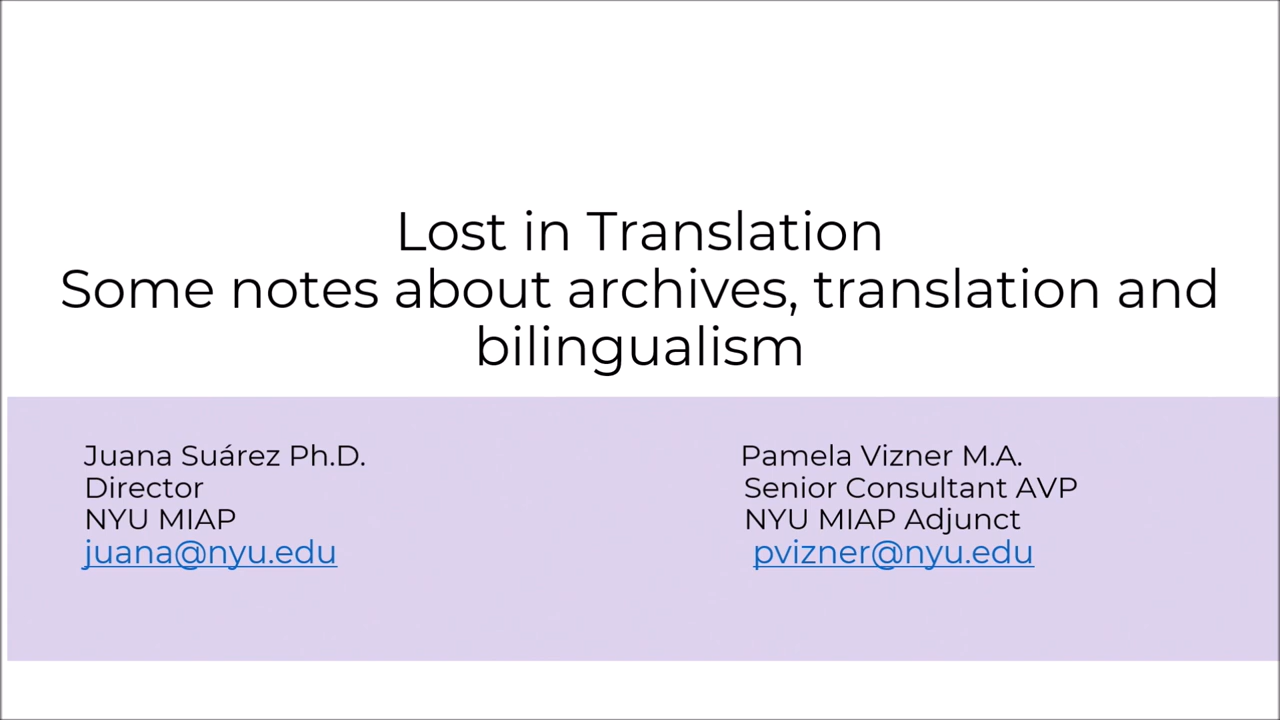 Lost in Translation
Some notes about archives, translation and
bilingualism
Juana Suárez Ph.D.
Director
NYU MIAP
juana@nyu.edu
Pamela Vizner M.A.
Senior Consultant AVP
NYU MIAP Adjunct
pvizner@nyu.edu